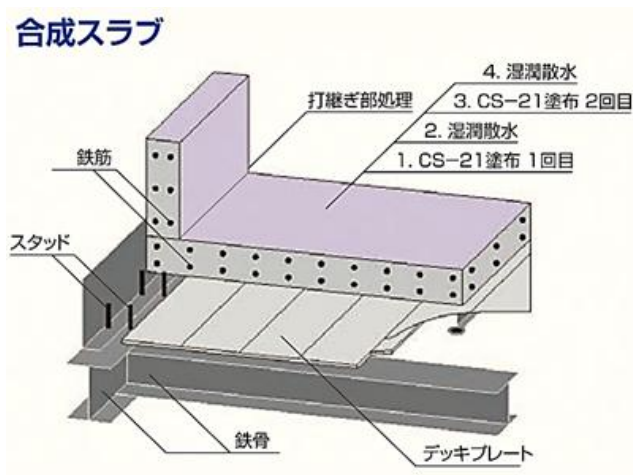 合成スラブ
4. 湿潤散水
打継ぎ部処理
3. CS−21塗布 2回目
2. 湿潤散水
1. CS−21塗布 1回目
鉄筋
スタッド
鉄骨
デッキプレート